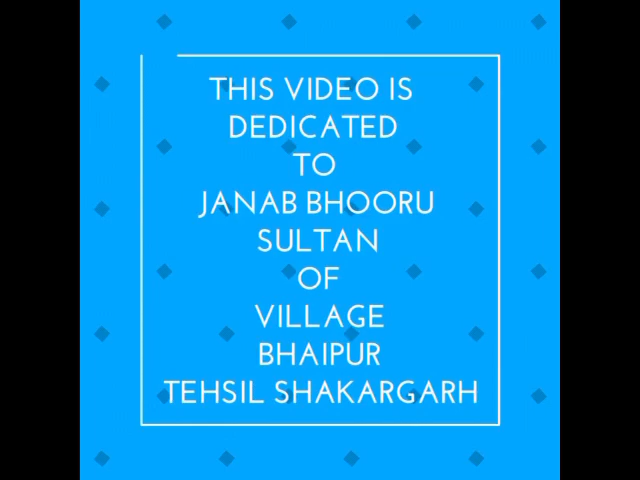 THIS VIDEO IS
DEDICATED
TO
JANAB BHOORU
SULTAN
OF
VILLAGE
BHAIPUR
TEHSIL SHAKARGARH